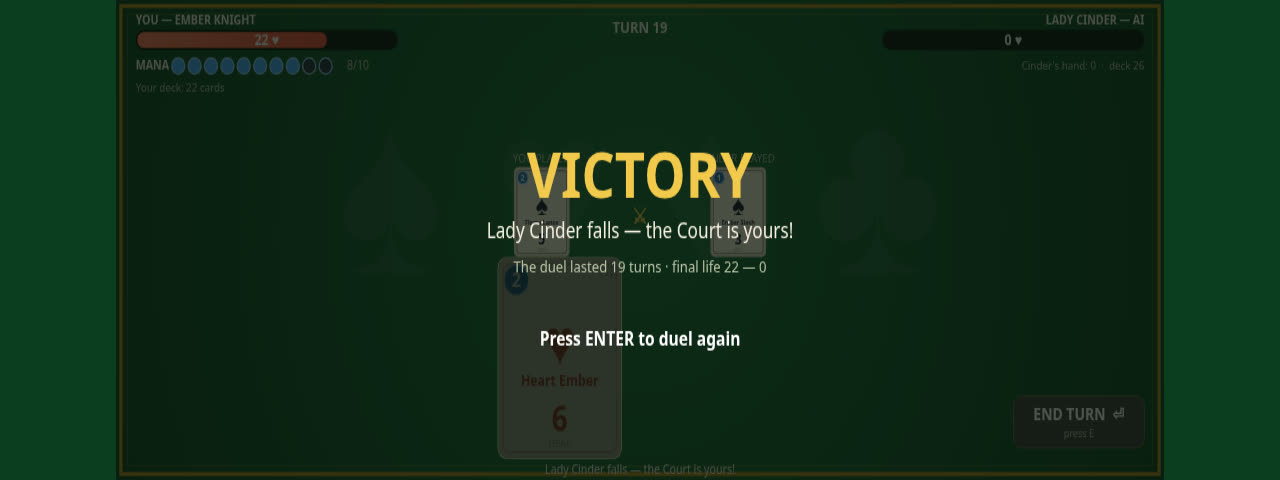 YOU — EMBER KNIGHT
22 ♥
MANA 8/10
Your deck: 22 cards
TURN 19
LADY CINDER — AI
0 ♥
Cinder's hand: 0 · deck 26
VICTORY
Lady Cinder falls — the Court is yours!
The duel lasted 19 turns · final life 22 — 0
2
Press ENTER to duel again
Heart Ember
6
END TURN ⏎
press E
Lady Cinder falls — the Court is yours!